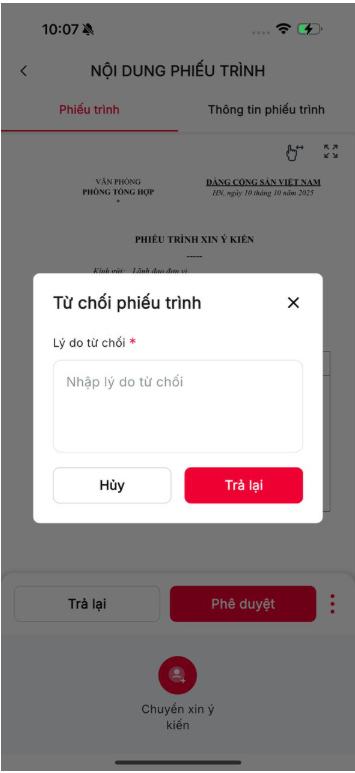 10:07
NỘI DUNG PHIẾU TRÌNH
Phiếu trình
Thông tin phiếu trình
VĂN PHÒNG
PHÒNG TỔNG HỢP
ĐẢNG CỘNG SẢN VIỆT NAM
HN, ngày 10 tháng 10 năm 2025
PHIẾU TRÌNH XIN Ý KIẾN
-----
Kính gửi: Lãnh đạo đơn vị
Từ chối phiếu trình
Lý do từ chối *
Nhập lý do từ chối
Hủy
Trả lại
Trả lại
Phê duyệt
Chuyển xin ý
kiến